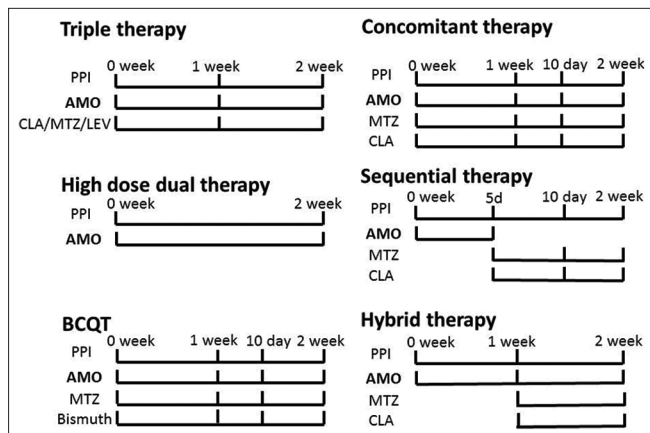 Triple therapy
0 week 1 week 2 week
PPI
AMO
CLA/MTZ/LEV
High dose dual therapy
0 week 2 week
PPI
AMO
BCQT
0 week 1 week 10 day 2 week
PPI
AMO
MTZ
Bismuth
Concomitant therapy
0 week 1 week 10 day 2 week
PPI
AMO
MTZ
CLA
Sequential therapy
0 week 5d 10 day 2 week
PPI
AMO
MTZ
CLA
Hybrid therapy
0 week 1 week 2 week
PPI
AMO
MTZ
CLA